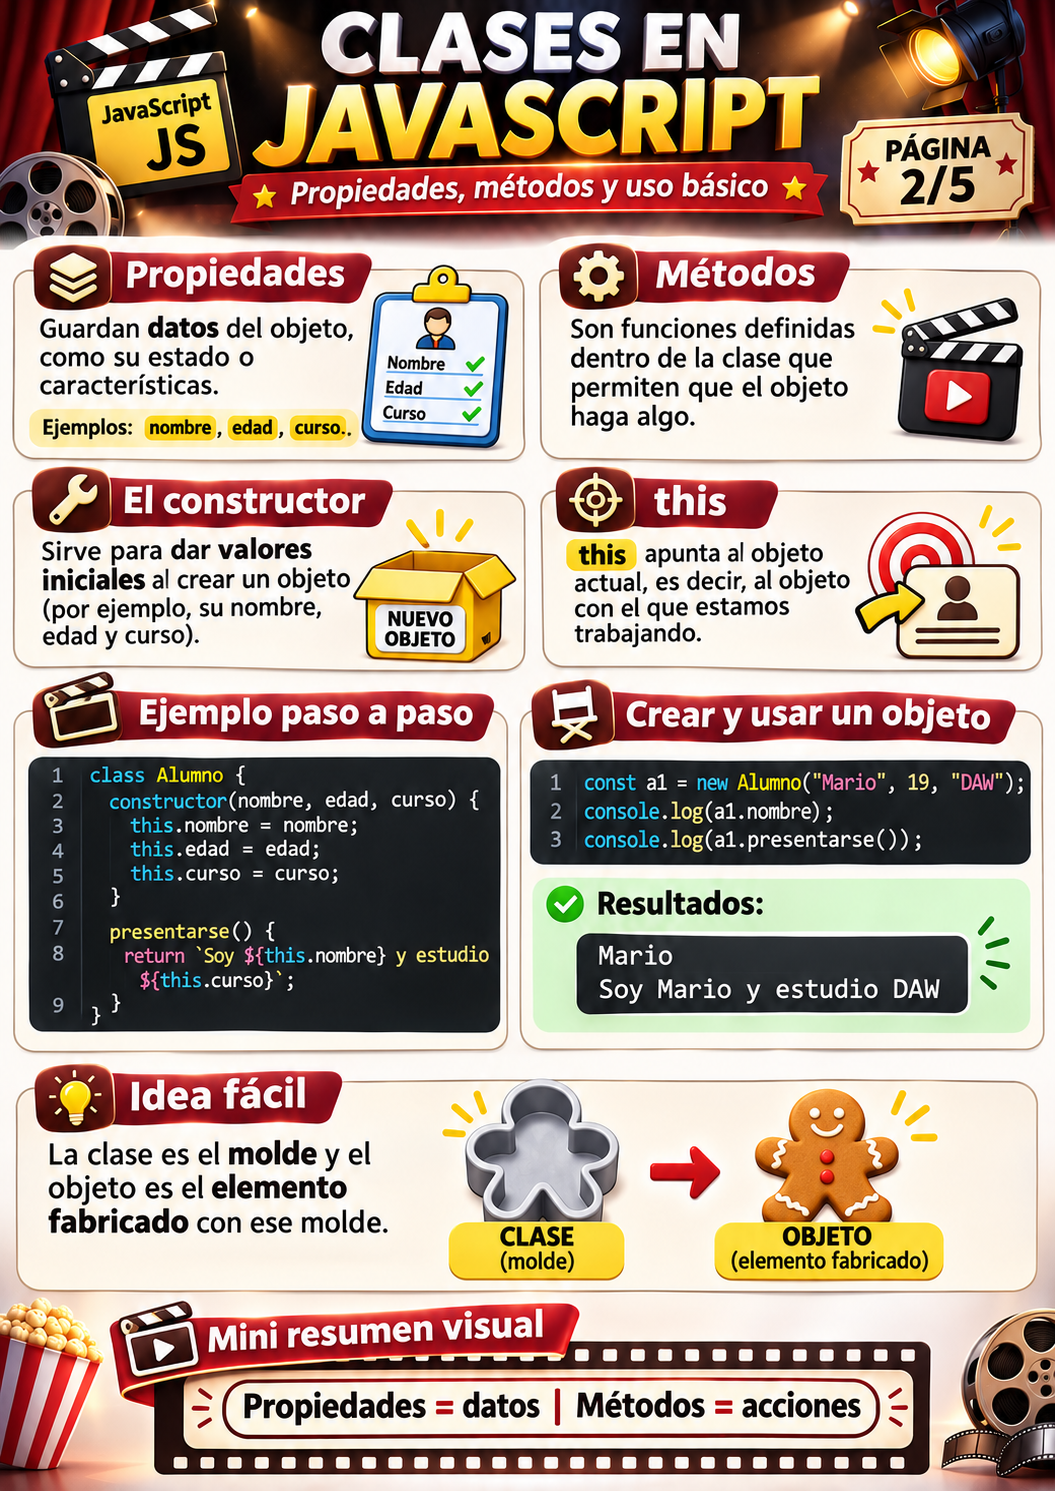 CLASES EN
JAVASCRIPT
JavaScript
JS
Propiedades, métodos y uso básico
PÁGINA
2/5
Propiedades
Guardan datos del objeto,
como su estado o
características.
Ejemplos: nombre, edad, curso..
Nombre
Edad
Curso
Métodos
Son funciones definidas
dentro de la clase que
permiten que el objeto
haga algo.
El constructor
Sirve para dar valores
iniciales al crear un objeto
(por ejemplo, su nombre,
edad y curso).
NUEVO
OBJETO
this
this apunta al objeto
actual, es decir, al objeto
con el que estamos
trabajando.
Ejemplo paso a paso
1 class Alumno {
2 constructor(nombre, edad, curso) {
3 this.nombre = nombre;
4 this.edad = edad;
5 this.curso = curso;
6 }
7 presentarse() {
8 return `Soy ${this.nombre} y estudio
${this.curso}`;
9 }
}
Crear y usar un objeto
1 const a1 = new Alumno("Mario", 19, "DAW");
2 console.log(a1.nombre);
3 console.log(a1.presentarse());
Resultados:
Mario
Soy Mario y estudio DAW
Idea fácil
La clase es el molde y el
objeto es el elemento
fabricado con ese molde.
CLASE
(molde)
OBJETO
(elemento fabricado)
Mini resumen visual
Propiedades = datos | Métodos = acciones